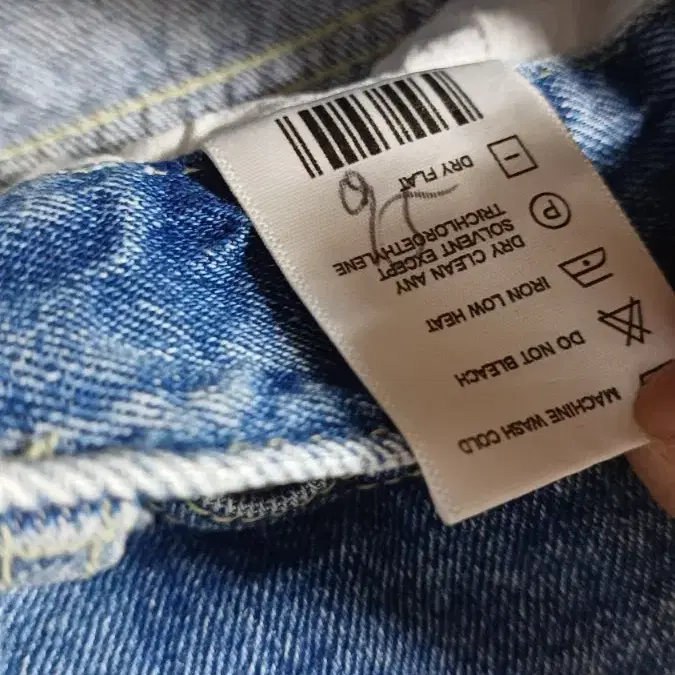 MACHINE WASH COLD
DO NOT BLEACH
IRON LOW HEAT
DRY CLEAN ANY
P SOLVENT EXCEPT
TRICHLOROETHYLENE
DRY FLAT